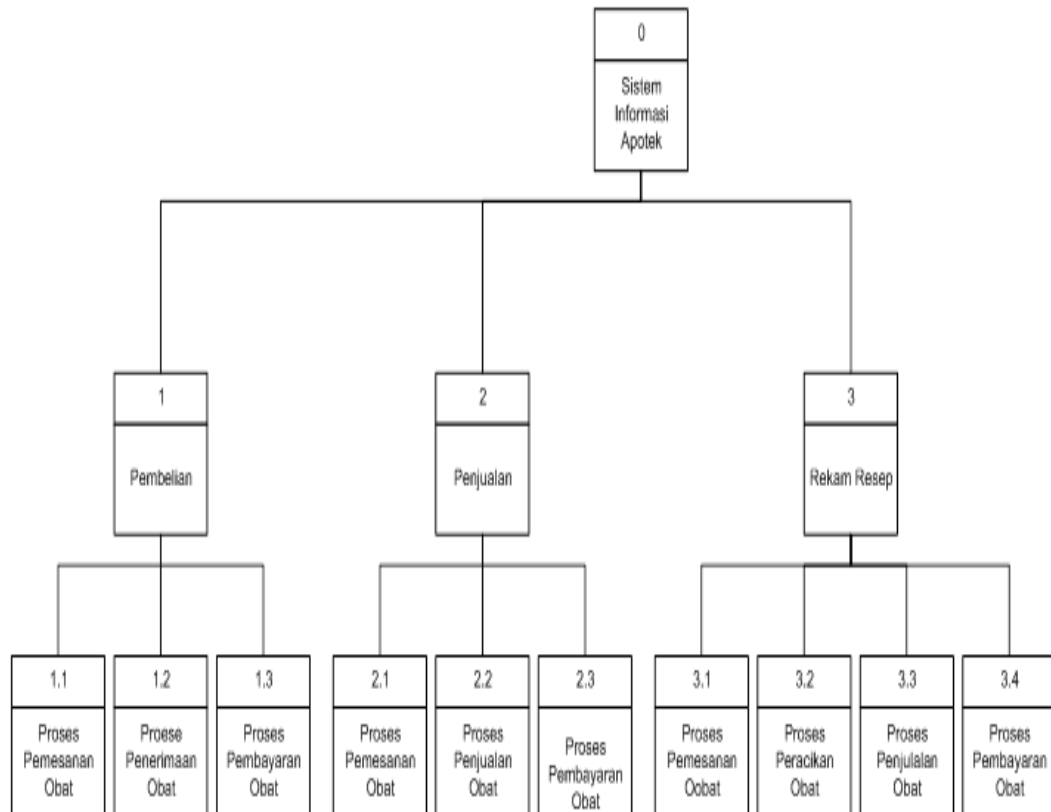 0
Sistem
Informasi
Apotek
1
Pembelian
2
Penjualan
3
Rekam Resep
1.1
Proses
Pemesanan
Obat
1.2
Proese
Penerimaan
Obat
1.3
Proses
Pembayaran
Obat
2.1
Proses
Pemesanan
Obat
2.2
Proses
Penjualan
Obat
2.3
Proses
Pembayaran
Obat
3.1
Proses
Pemesanan
Oobat
3.2
Proses
Peracikan
Obat
3.3
Proses
Penjulalan
Obat
3.4
Proses
Pembayaran
Obat